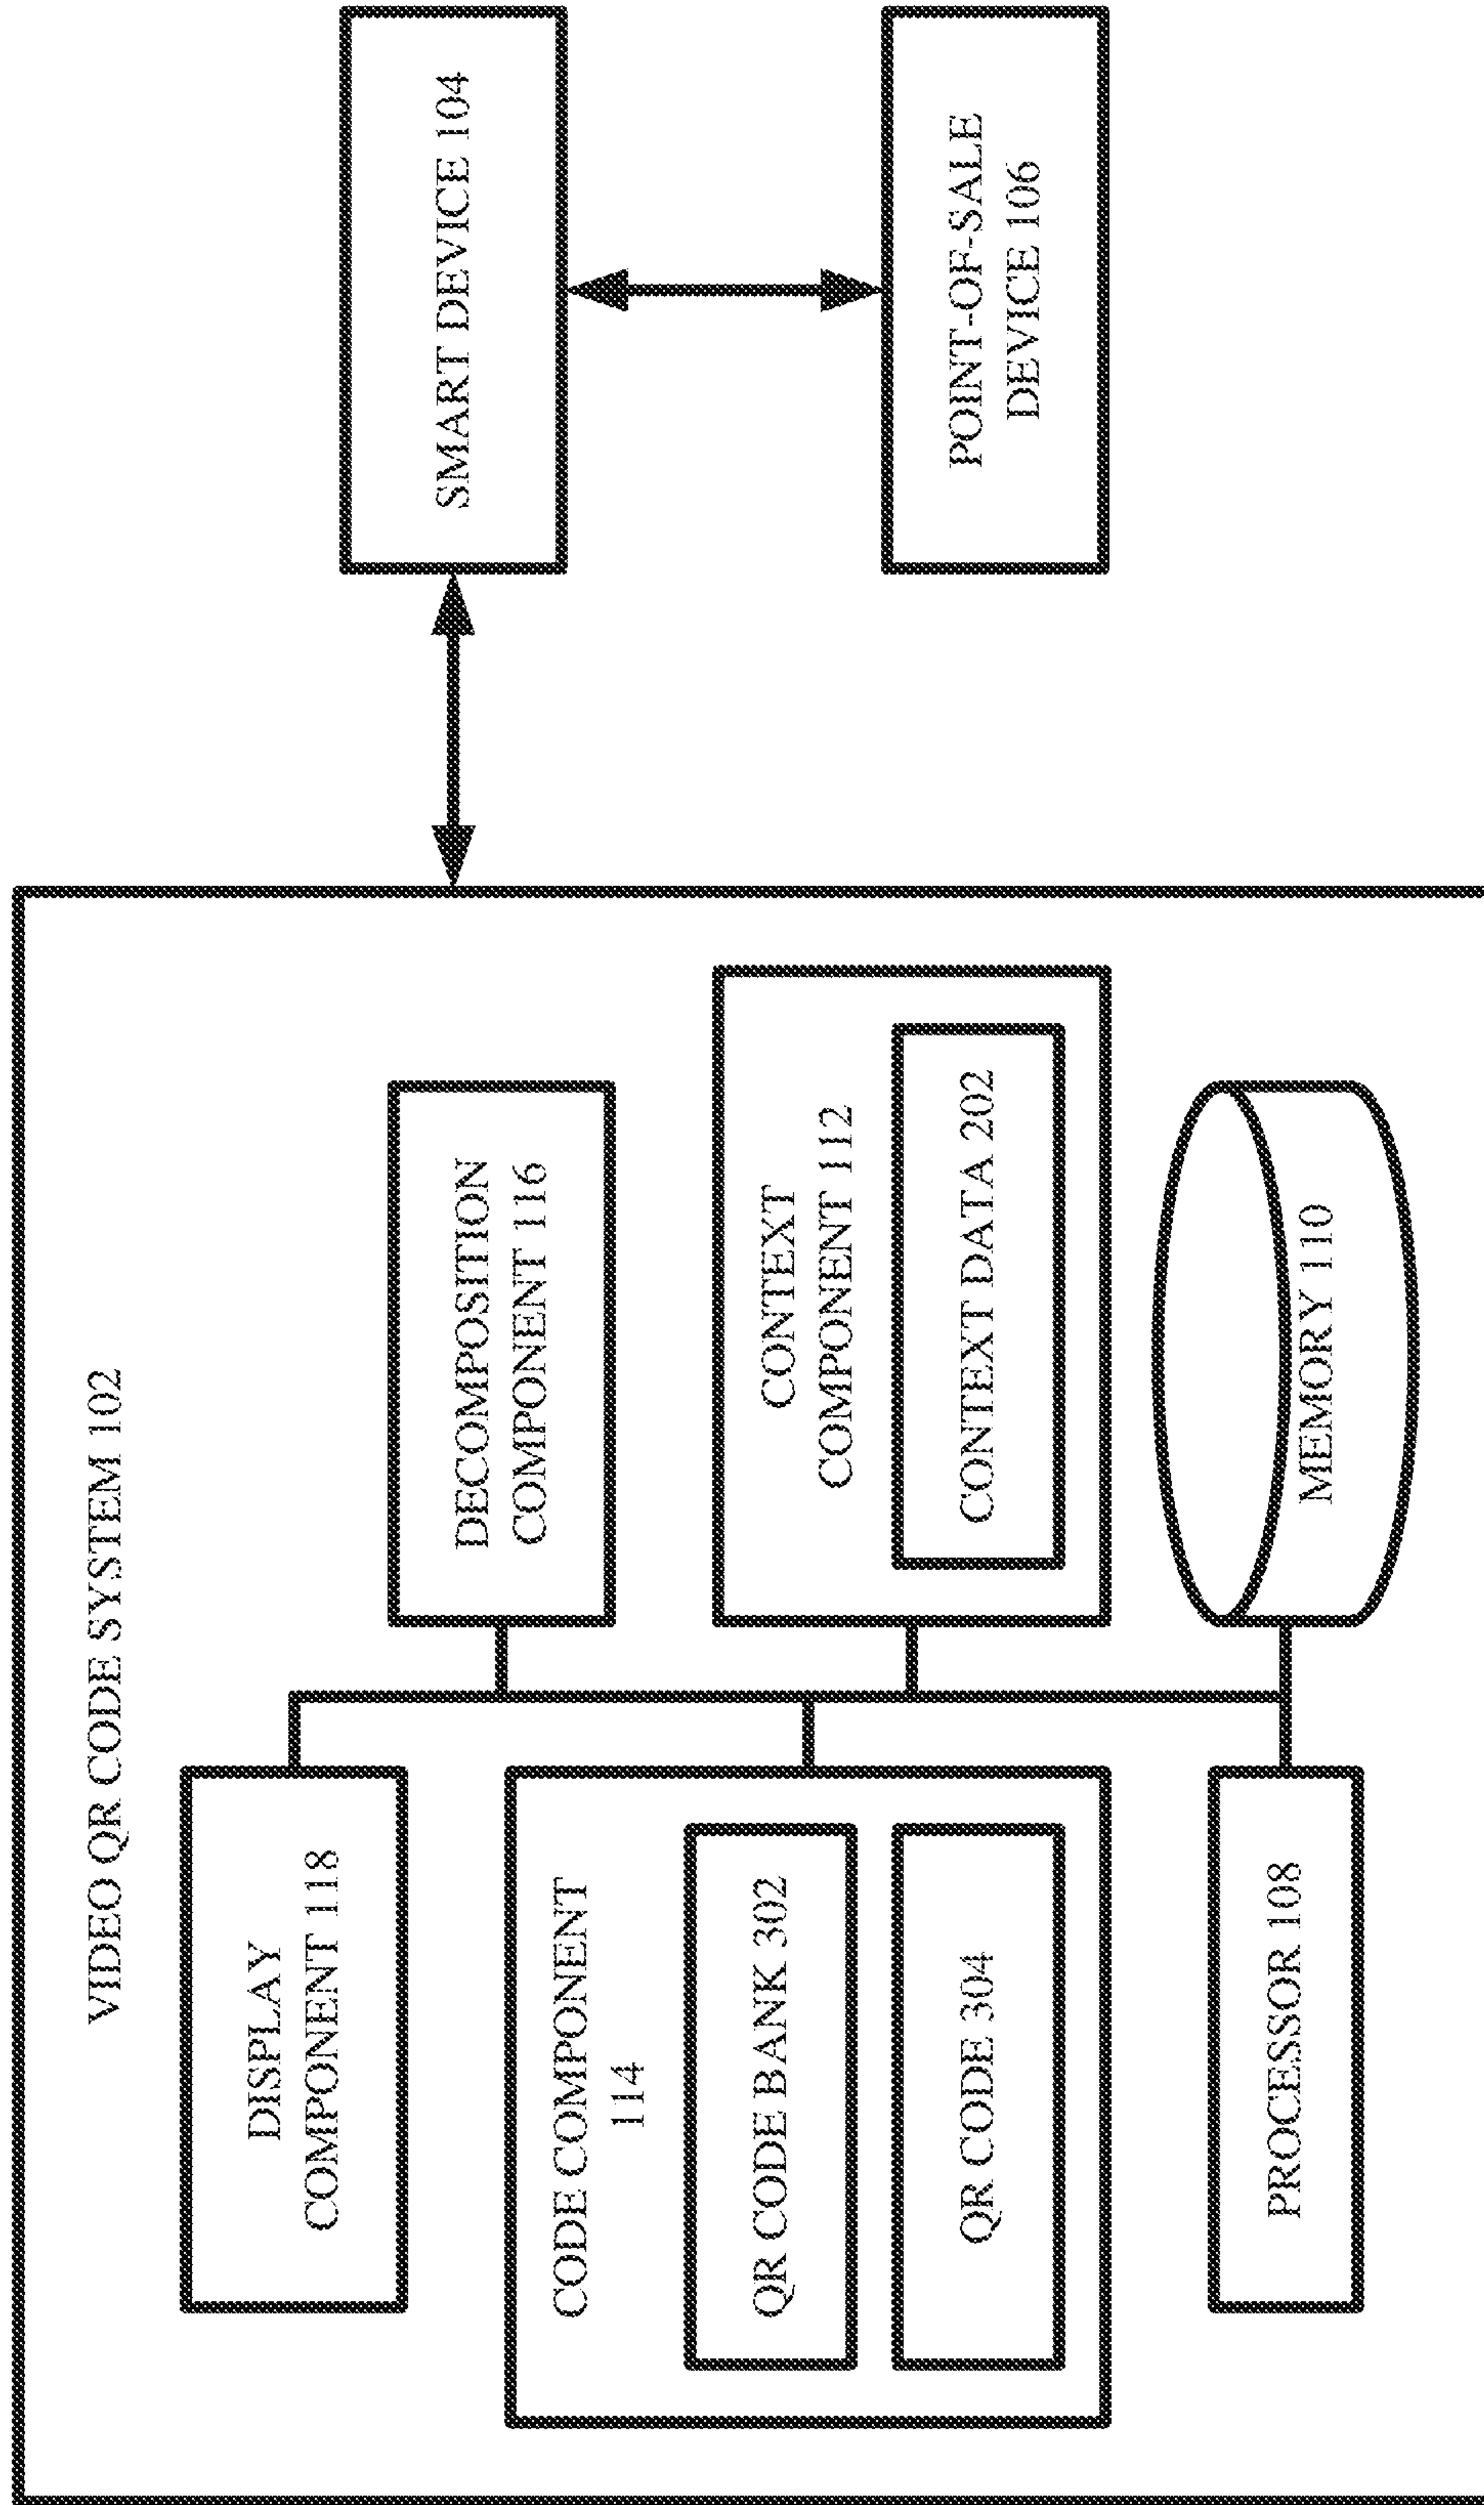 VIDEO QR CODE SYSTEM 102
DISPLAY
COMPONENT 118
DECOMPOSITION
COMPONENT 116
CODE COMPONENT
114
QR CODE BANK 302
QR CODE 304
CONTEXT
COMPONENT 112
CONTEXT DATA 202
PROCESSOR 108
MEMORY 110
SMART DEVICE 104
POINT-OF-SALE
DEVICE 106